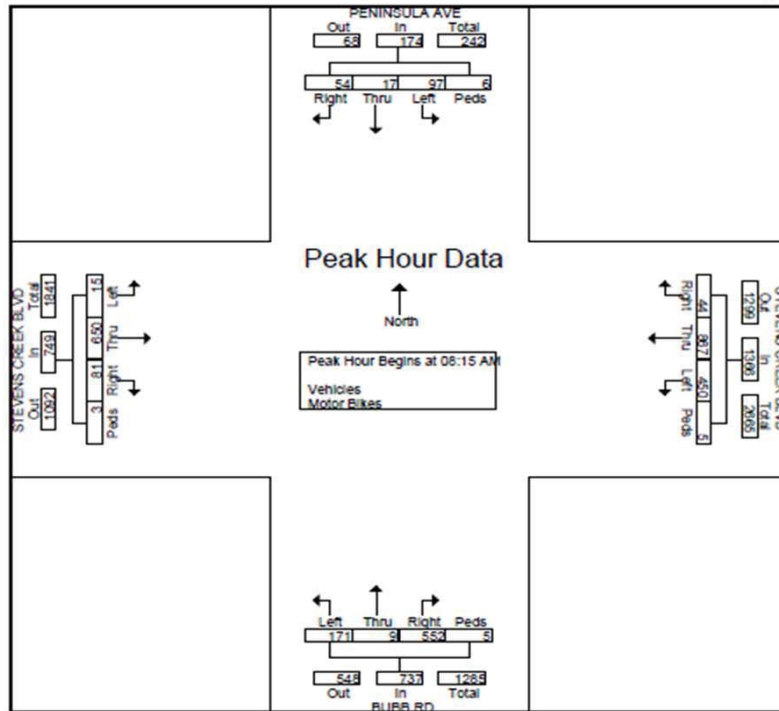 PENINSULA AVE
Out In Total
68 174 242
54 17 97 6
Right Thru Left Peds
Peak Hour Data
North
Peak Hour Begins at 08:15 AM
Vehicles
Motor Bikes
STEVENS CREEK BLVD
Total In Out
1841 749 1092
15 650 81 3
Left Thru Right Peds
Right Thru Left Peds
44 867 450 5
1299 1366 2665
Out In Total
Left Thru Right Peds
171 9 552 5
548 737 1285
Out In Total
BUBB RD